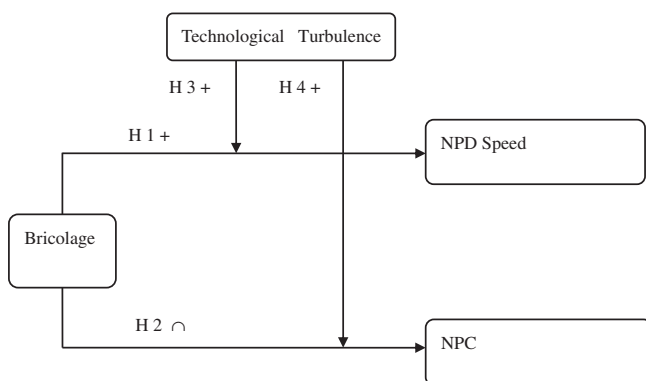 Technological Turbulence
H 3 +
H 4 +
H 1 +
NPD Speed
Bricolage
H 2 ∩
NPC